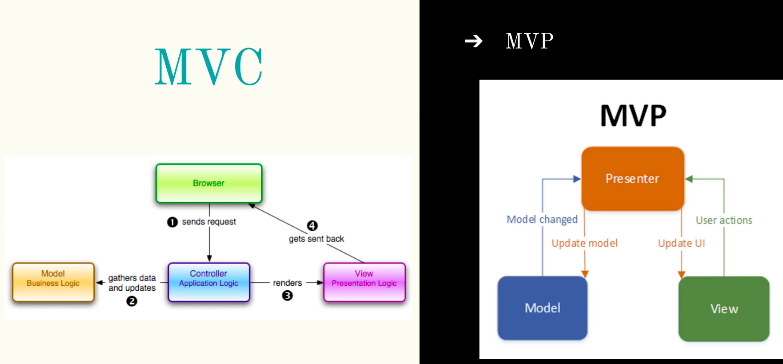 MVC
Browser
❶ sends request
❹
gets sent back
Model
Business Logic
gathers data
and updates
❷
Controller
Application Logic
renders
❸
View
Presentation Logic
➔ MVP
MVP
Presenter
Model changed
User actions
Update model
Update UI
Model
View